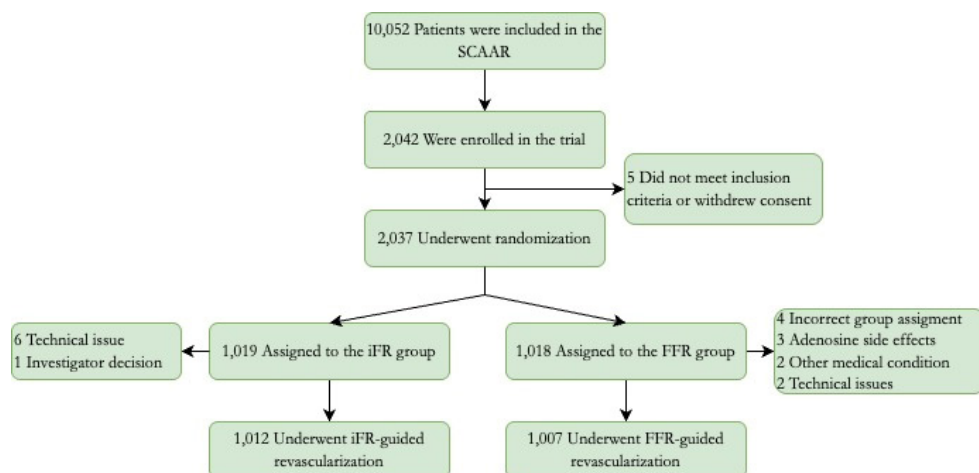 10,052 Patients were included in the
SCAAR
2,042 Were enrolled in the trial
5 Did not meet inclusion
criteria or withdrew consent
2,037 Underwent randomization
6 Technical issue
1 Investigator decision
1,019 Assigned to the iFR group
1,018 Assigned to the FFR group
4 Incorrect group assigment
3 Adenosine side effects
2 Other medical condition
2 Technical issues
1,012 Underwent iFR-guided
revascularization
1,007 Underwent FFR-guided
revascularization